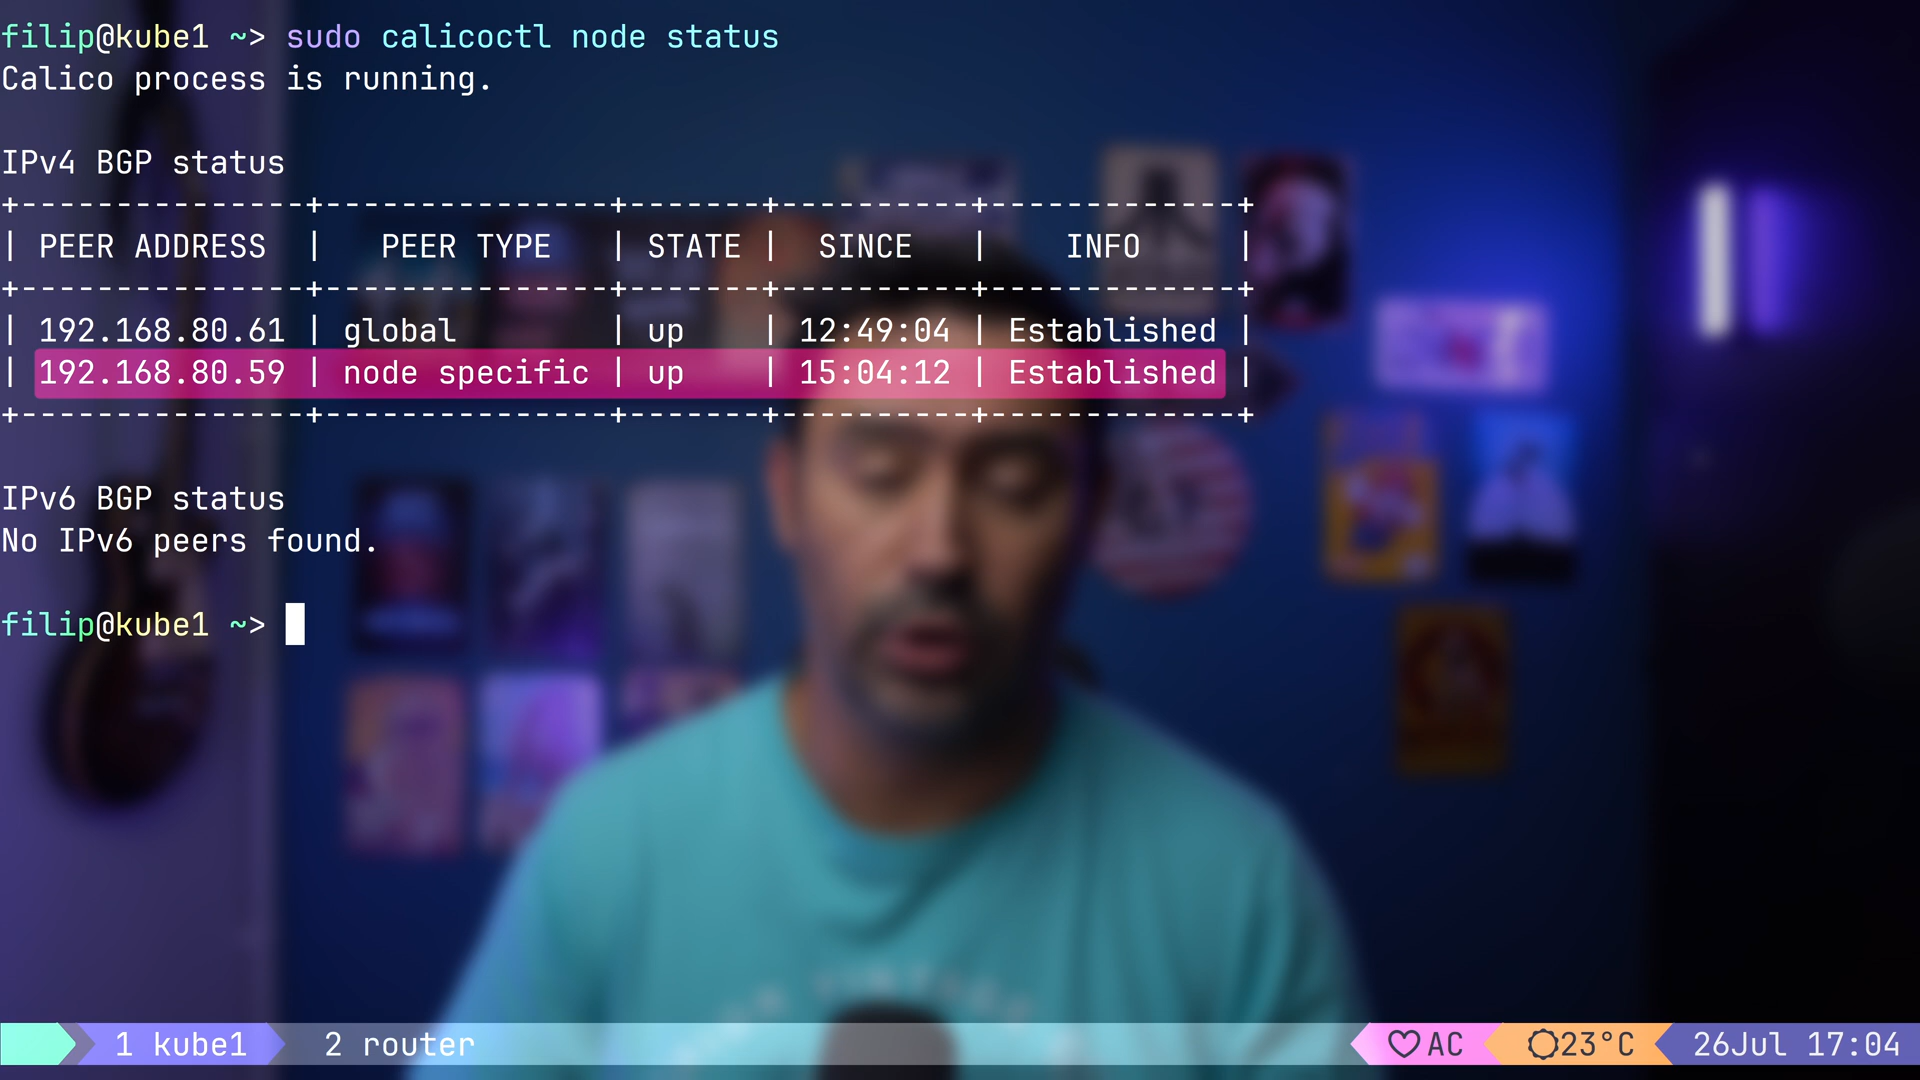 filip@kube1 ~> sudo calicoctl node status
Calico process is running.
IPv4 BGP status
+---------------+---------------+-------+----------+-------------+
| PEER ADDRESS  |   PEER TYPE   | STATE |  SINCE   |    INFO     |
+---------------+---------------+-------+----------+-------------+
| 192.168.80.61 | global        | up    | 12:49:04 | Established |
| 192.168.80.59 | node specific | up    | 15:04:12 | Established |
+---------------+---------------+-------+----------+-------------+
IPv6 BGP status
No IPv6 peers found.
filip@kube1 ~>
1 kube1 2 router AC 23°C 26Jul 17:04